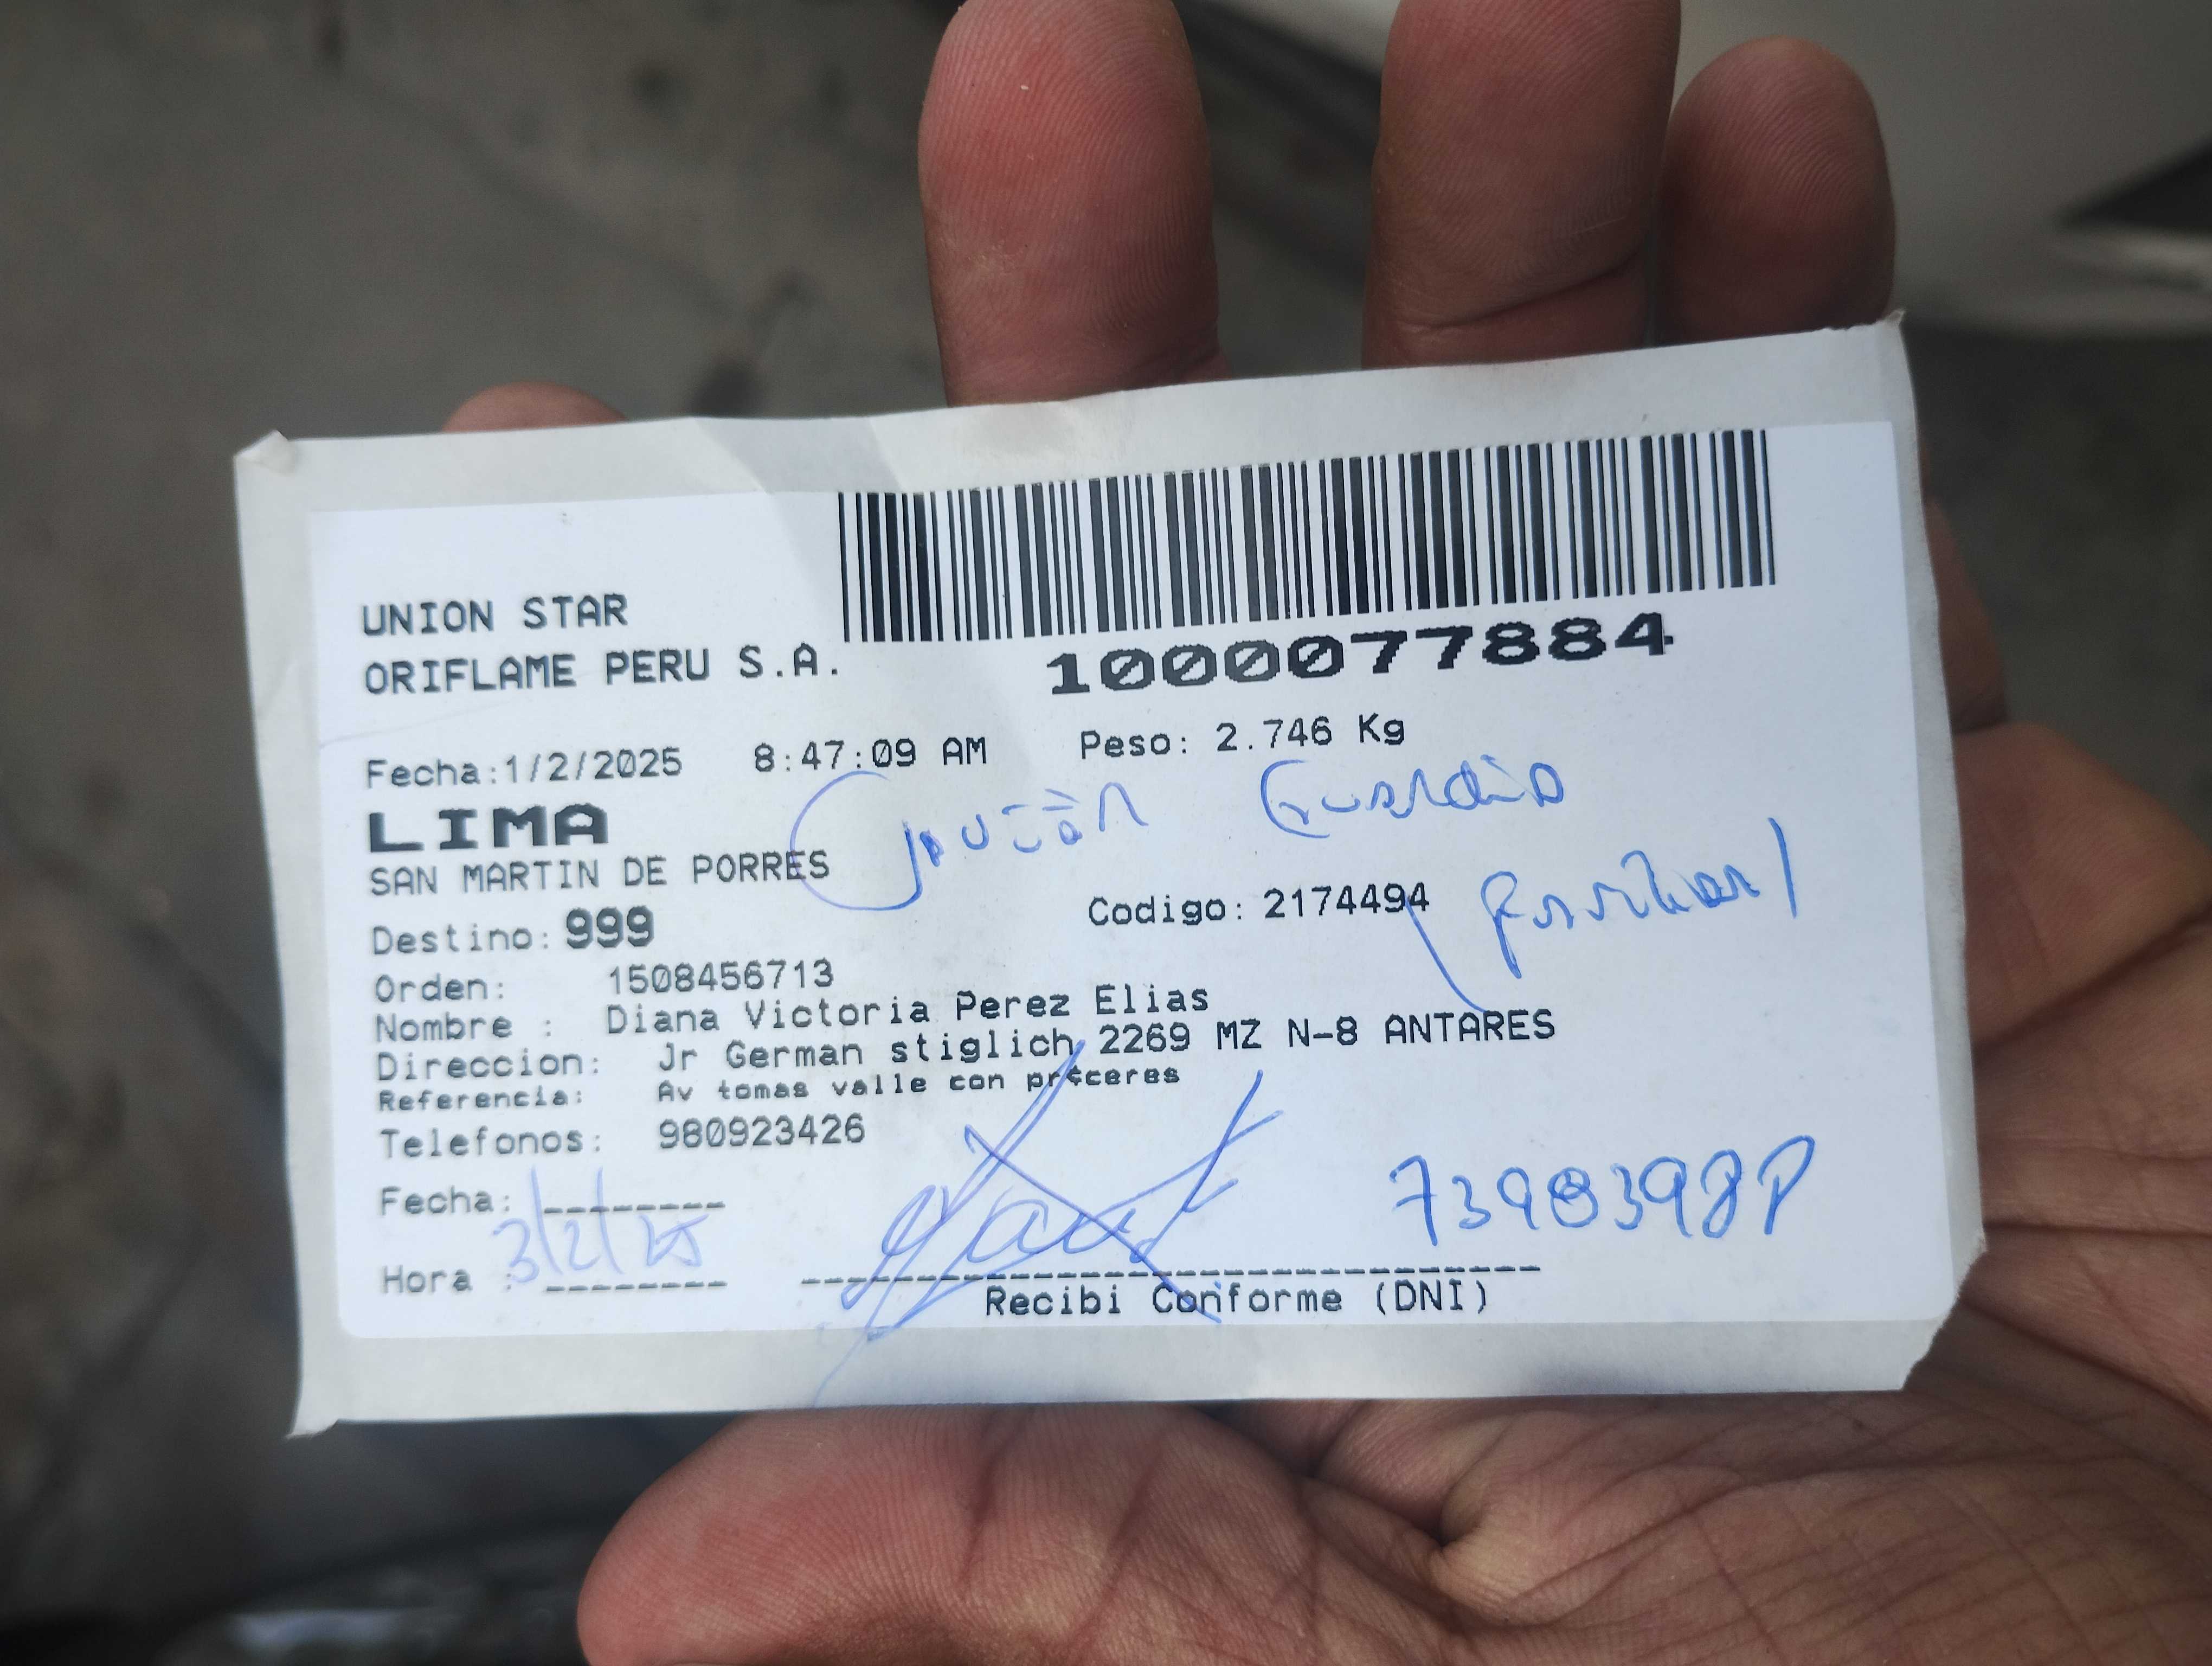 UNION STAR
ORIFLAME PERU S.A.
1000077884
Fecha:1/2/2025 8:47:09 AM Peso: 2.746 Kg
LIMA
SAN MARTIN DE PORRES
Destino: 999 Codigo: 2174494
Orden: 1508456713
Nombre : Diana Victoria Perez Elias
Direccion: Jr German stiglich 2269 MZ N-8 ANTARES
Referencia: Av tomas valle con pr¢ceres
Telefonos: 980923426
Fecha:
3/2/25
Hora :
Recibi Conforme (DNI)